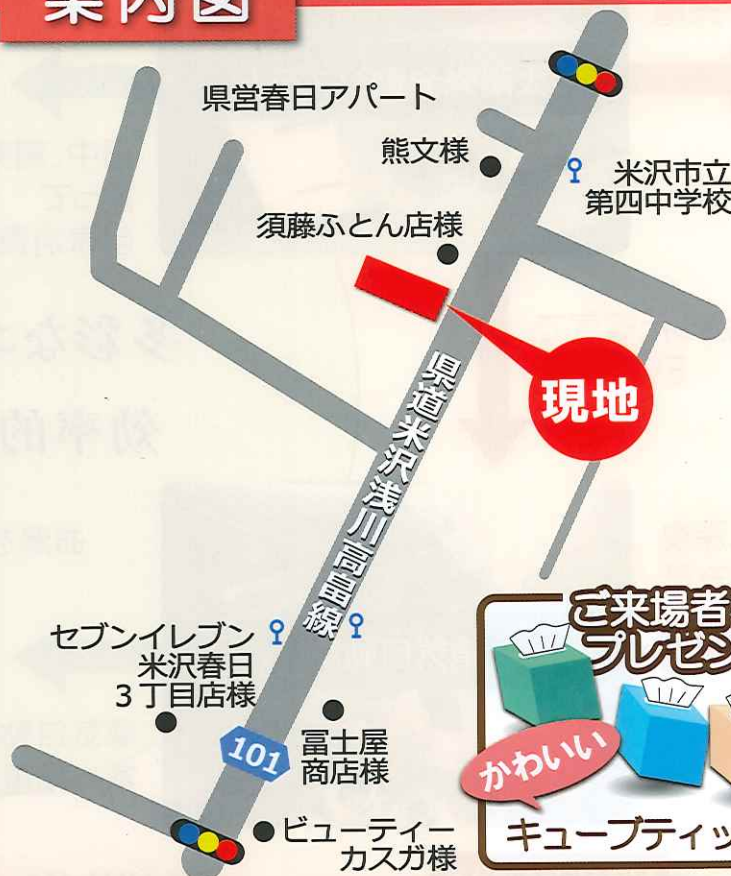 案内図
県営春日アパート
熊文様
米沢市立
第四中学校
須藤ふとん店様
現地
県道米沢浅川高畠線
セブンイレブン
米沢春日
3丁目店様
101
冨士屋
商店様
ビューティー
カスガ様
ご来場者
プレゼン
かわいい
キューブティッ